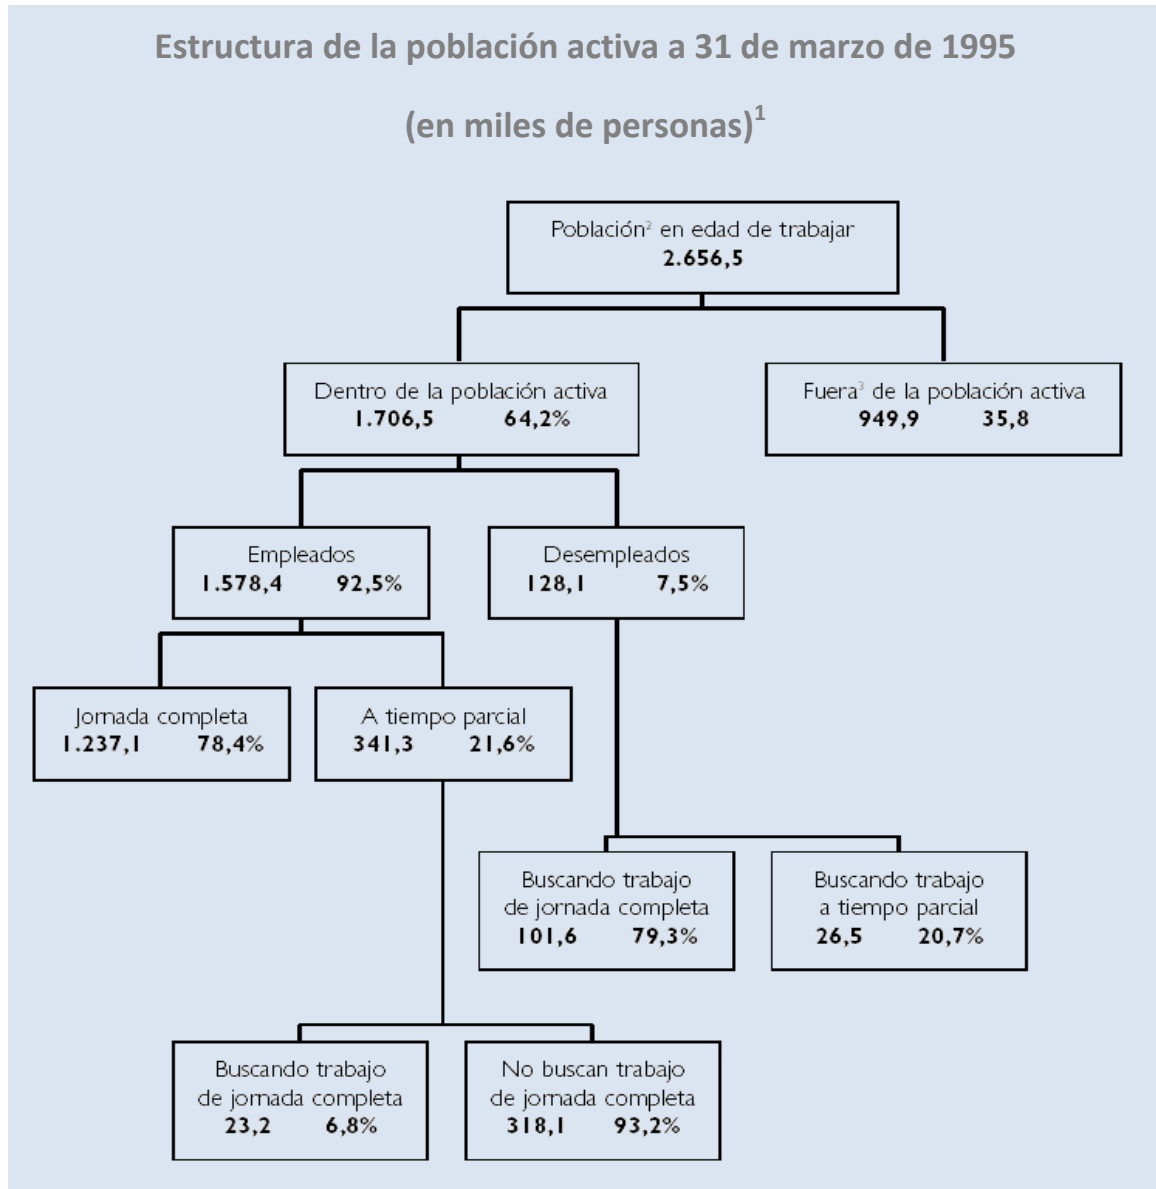 Estructura de la población activa a 31 de marzo de 1995
(en miles de personas)¹
Población² en edad de trabajar
2.656,5
Dentro de la población activa
1.706,5 64,2%
Fuera³ de la población activa
949,9 35,8
Empleados
1.578,4 92,5%
Desempleados
128,1 7,5%
Jornada completa
1.237,1 78,4%
A tiempo parcial
341,3 21,6%
Buscando trabajo
de jornada completa
101,6 79,3%
Buscando trabajo
a tiempo parcial
26,5 20,7%
Buscando trabajo
de jornada completa
23,2 6,8%
No buscan trabajo
de jornada completa
318,1 93,2%